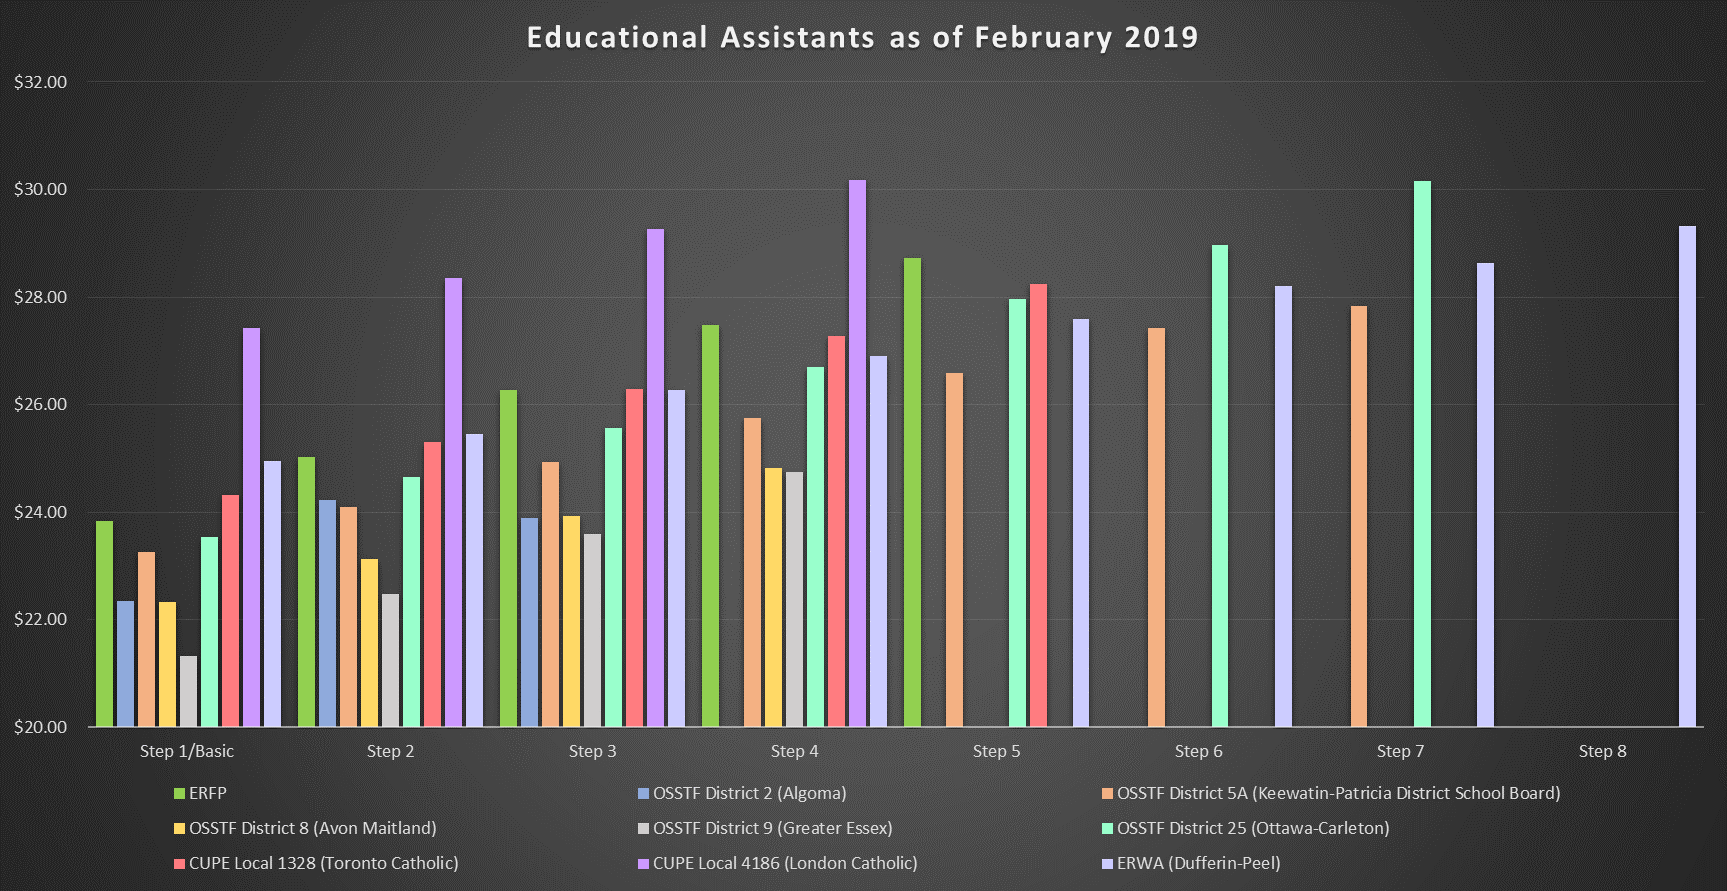 Educational Assistants as of February 2019
$32.00
$30.00
$28.00
$26.00
$24.00
$22.00
$20.00
Step 1/Basic Step 2 Step 3 Step 4 Step 5 Step 6 Step 7 Step 8
ERFP OSSTF District 2 (Algoma) OSSTF District 5A (Keewatin-Patricia District School Board)
OSSTF District 8 (Avon Maitland) OSSTF District 9 (Greater Essex) OSSTF District 25 (Ottawa-Carleton)
CUPE Local 1328 (Toronto Catholic) CUPE Local 4186 (London Catholic) ERWA (Dufferin-Peel)